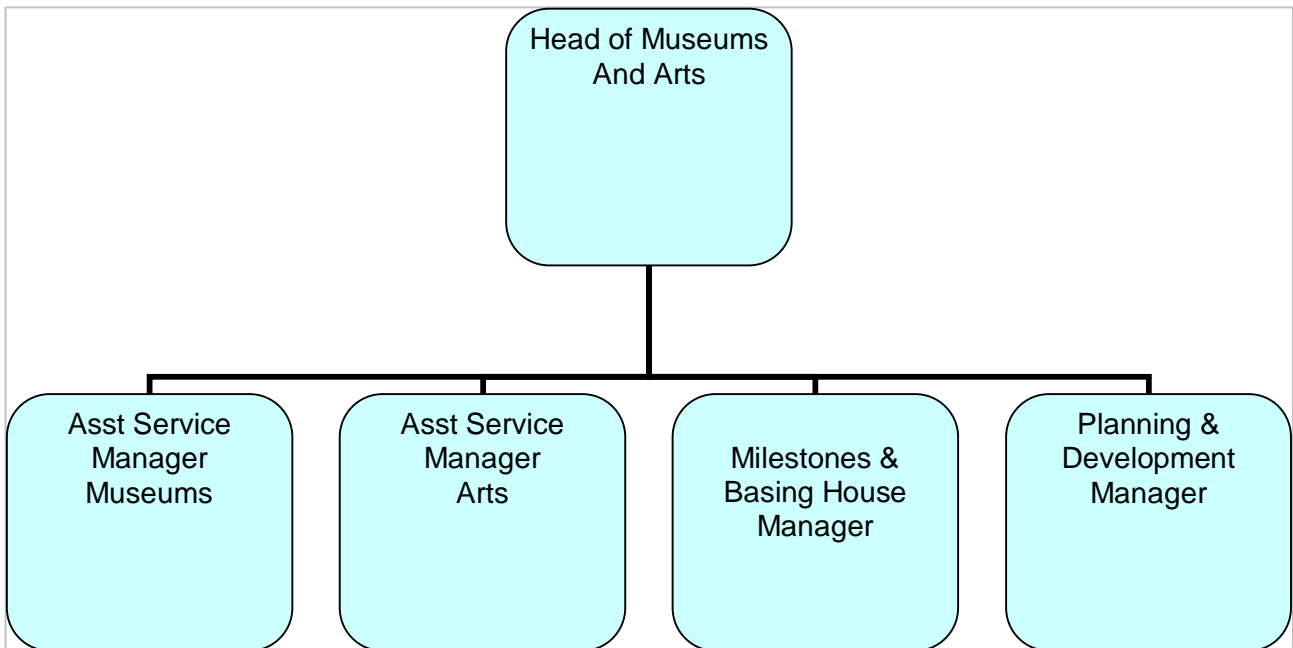 Head of Museums
And Arts
Asst Service
Manager
Museums
Asst Service
Manager
Arts
Milestones &
Basing House
Manager
Planning &
Development
Manager